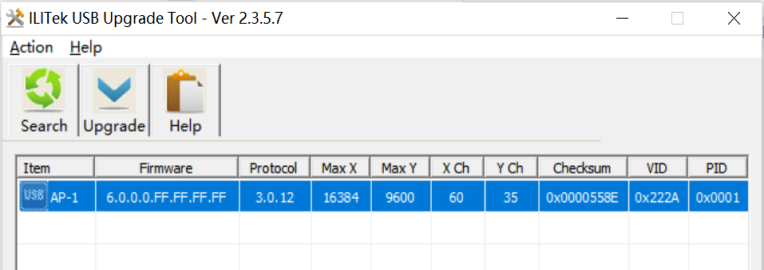 ILITek USB Upgrade Tool - Ver 2.3.5.7
Action Help
Search Upgrade Help
Item Firmware Protocol Max X Max Y X Ch Y Ch Checksum VID PID
USB AP-1 6.0.0.0.FF.FF.FF.FF 3.0.12 16384 9600 60 35 0x0000558E 0x222A 0x0001